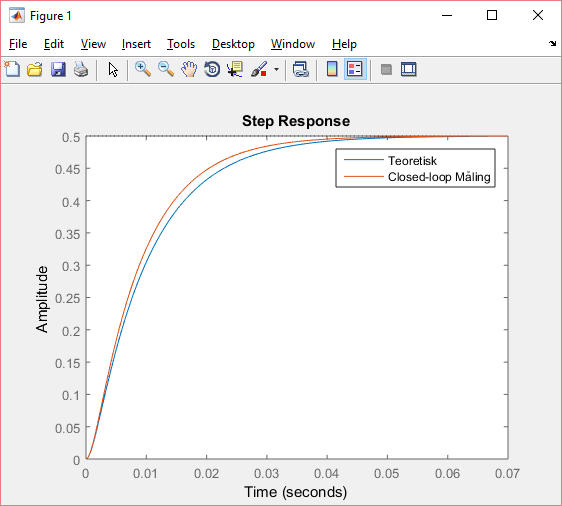 Figure 1
File Edit View Insert Tools Desktop Window Help
Step Response
0.5
0.45
0.4
0.35
0.3
0.25
0.2
0.15
0.1
0.05
0
Amplitude
Teoretisk
Closed-loop Måling
0 0.01 0.02 0.03 0.04 0.05 0.06 0.07
Time (seconds)